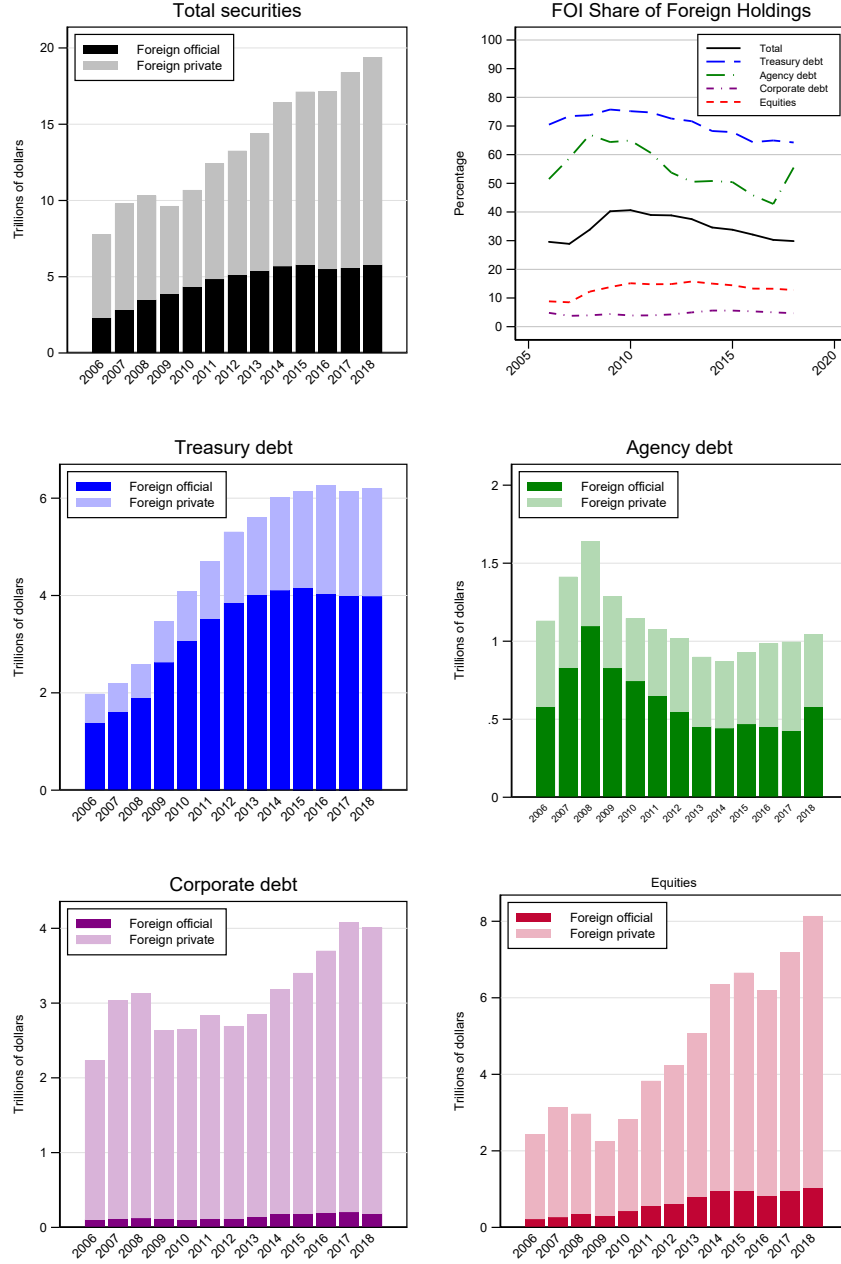 Total securities
Foreign official
Foreign private
Trillions of dollars
20
15
10
5
0
2006 2007 2008 2009 2010 2011 2012 2013 2014 2015 2016 2017 2018
FOI Share of Foreign Holdings
Total
Treasury debt
Agency debt
Corporate debt
Equities
Percentage
100
90
80
70
60
50
40
30
20
10
0
2005 2010 2015 2020
Treasury debt
Foreign official
Foreign private
Trillions of dollars
6
4
2
0
2006 2007 2008 2009 2010 2011 2012 2013 2014 2015 2016 2017 2018
Agency debt
Foreign official
Foreign private
Trillions of dollars
2
1.5
1
.5
0
2006 2007 2008 2009 2010 2011 2012 2013 2014 2015 2016 2017 2018
Corporate debt
Foreign official
Foreign private
Trillions of dollars
4
3
2
1
0
2006 2007 2008 2009 2010 2011 2012 2013 2014 2015 2016 2017 2018
Equities
Foreign official
Foreign private
Trillions of dollars
8
6
4
2
0
2006 2007 2008 2009 2010 2011 2012 2013 2014 2015 2016 2017 2018